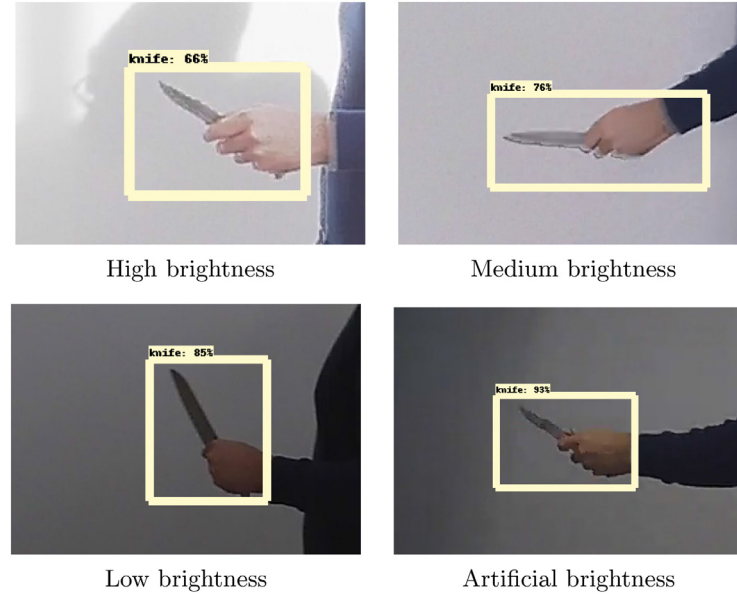 knife: 66%
knife: 76%
High brightness
Medium brightness
knife: 85%
knife: 93%
Low brightness
Artificial brightness